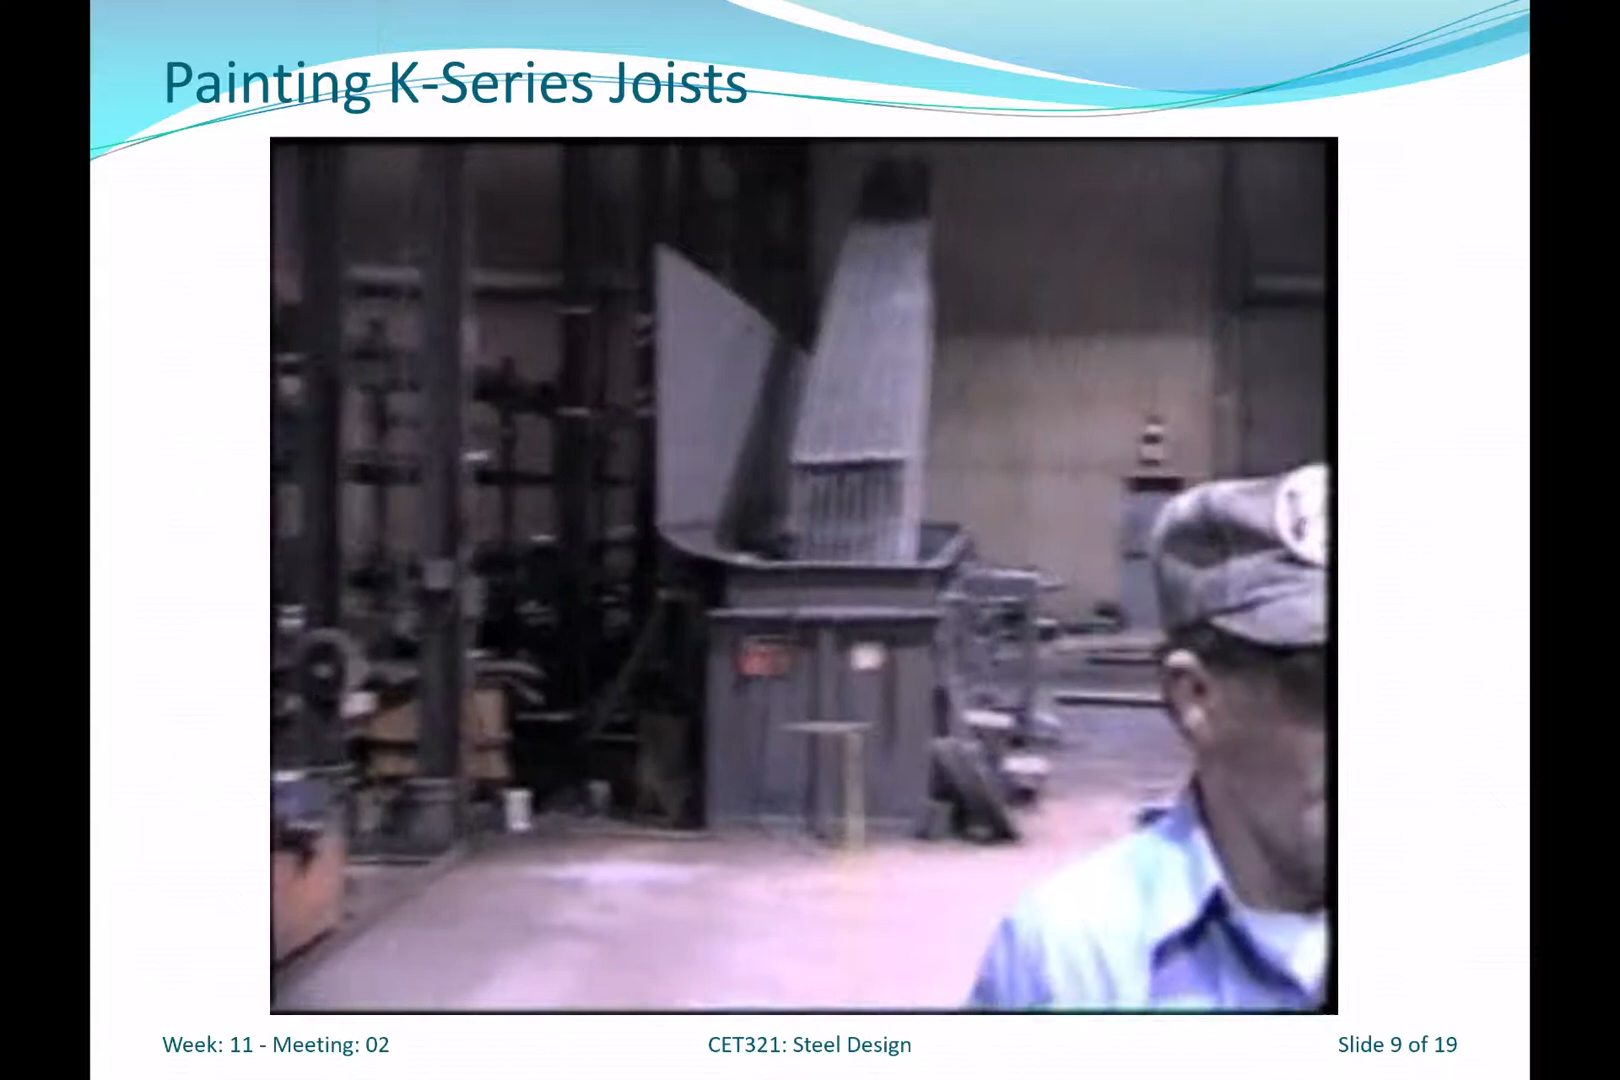 Painting K-Series Joists
Week: 11 - Meeting: 02
CET321: Steel Design
Slide 9 of 19